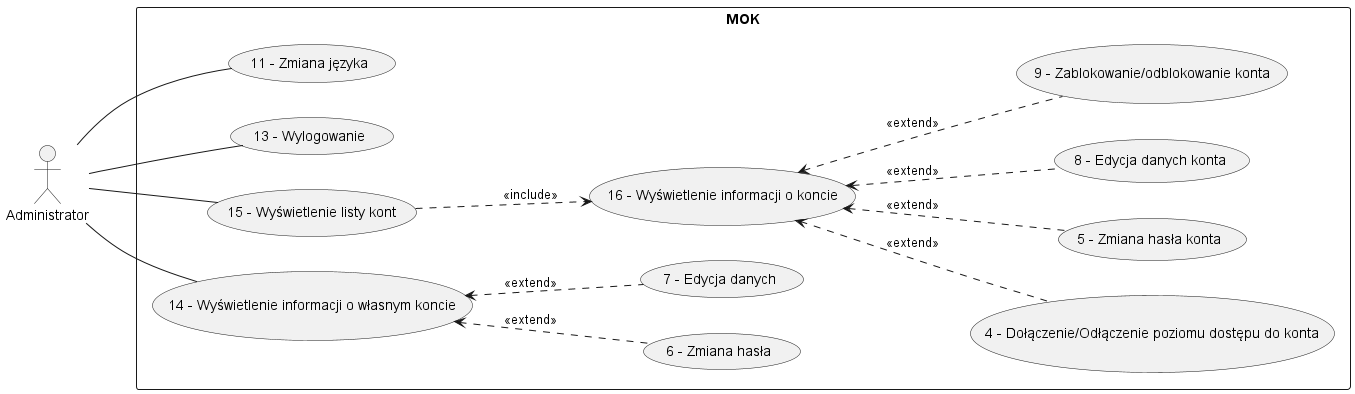 MOK
11 - Zmiana języka
13 - Wylogowanie
15 - Wyświetlenie listy kont
14 - Wyświetlenie informacji o własnym koncie
Administrator
«include»
16 - Wyświetlenie informacji o koncie
«extend»
7 - Edycja danych
«extend»
6 - Zmiana hasła
«extend»
9 - Zablokowanie/odblokowanie konta
«extend»
8 - Edycja danych konta
«extend»
5 - Zmiana hasła konta
«extend»
4 - Dołączenie/Odłączenie poziomu dostępu do konta